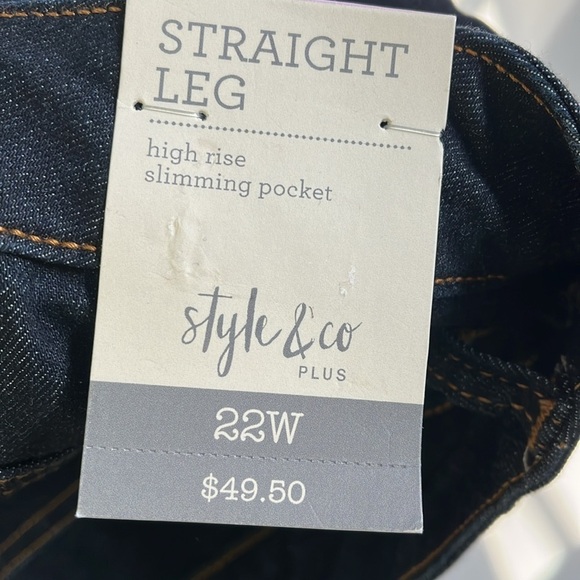 STRAIGHT
LEG
high rise
slimming pocket
style & co
PLUS
22W
$49.50